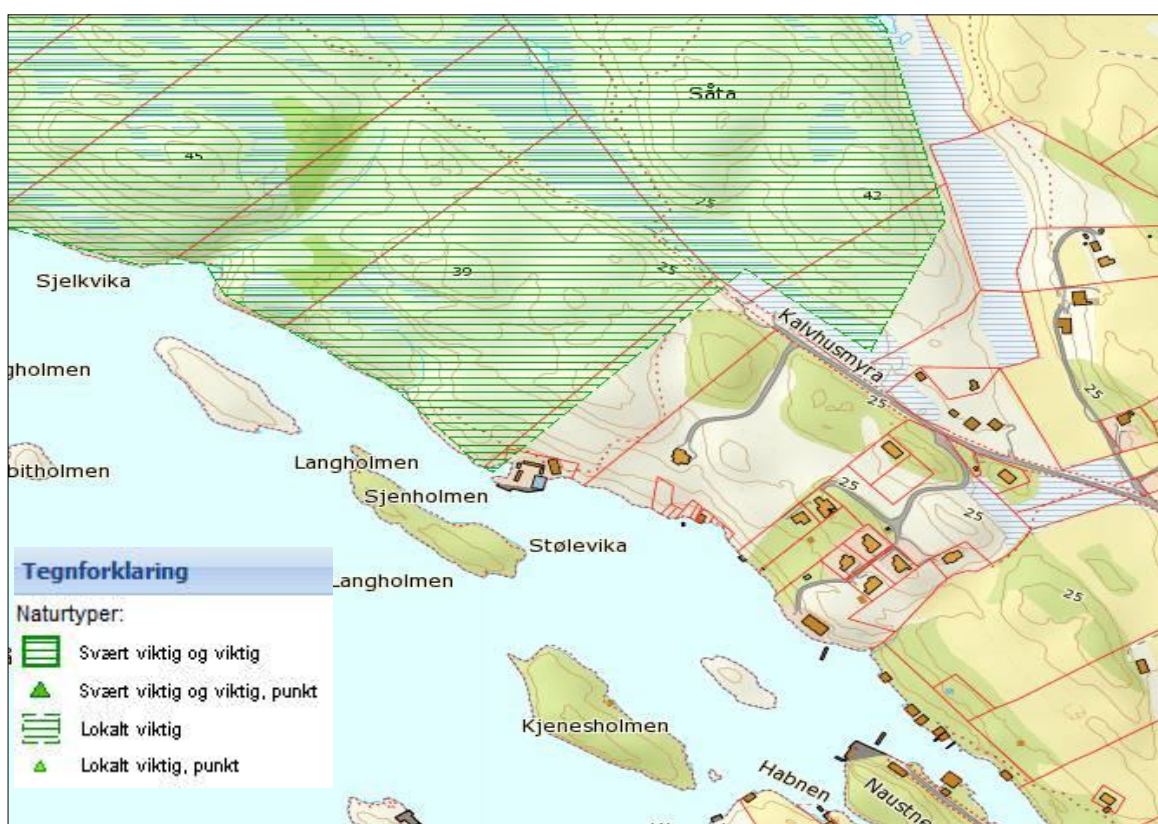 Såta
45
42
25
39
25
Sjelkvika
Kalvhusmyra
gholmen
25
25
bitholmen
Langholmen
Sjenholmen
25
25
Stølevika
Langholmen
25
Tegnforklaring
Naturtyper:
Svært viktig og viktig
Svært viktig og viktig, punkt
Lokalt viktig
Lokalt viktig, punkt
Kjenesholmen
Habnen
Naustne